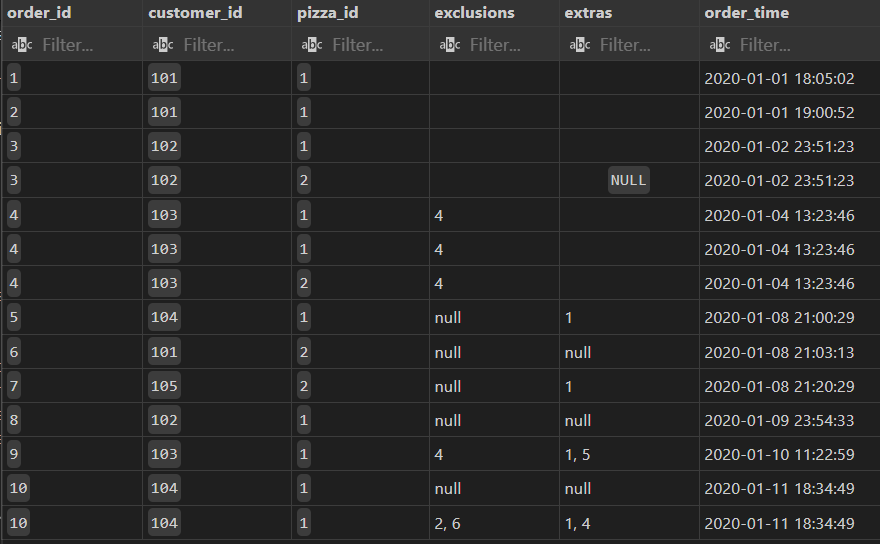 order_id customer_id pizza_id exclusions extras order_time
abc Filter... abc Filter... abc Filter... abc Filter... abc Filter... abc Filter...
1 101 1 2020-01-01 18:05:02
2 101 1 2020-01-01 19:00:52
3 102 1 2020-01-02 23:51:23
3 102 2 NULL 2020-01-02 23:51:23
4 103 1 4 2020-01-04 13:23:46
4 103 1 4 2020-01-04 13:23:46
4 103 2 4 2020-01-04 13:23:46
5 104 1 null 1 2020-01-08 21:00:29
6 101 2 null null 2020-01-08 21:03:13
7 105 2 null 1 2020-01-08 21:20:29
8 102 1 null null 2020-01-09 23:54:33
9 103 1 4 1, 5 2020-01-10 11:22:59
10 104 1 null null 2020-01-11 18:34:49
10 104 1 2, 6 1, 4 2020-01-11 18:34:49